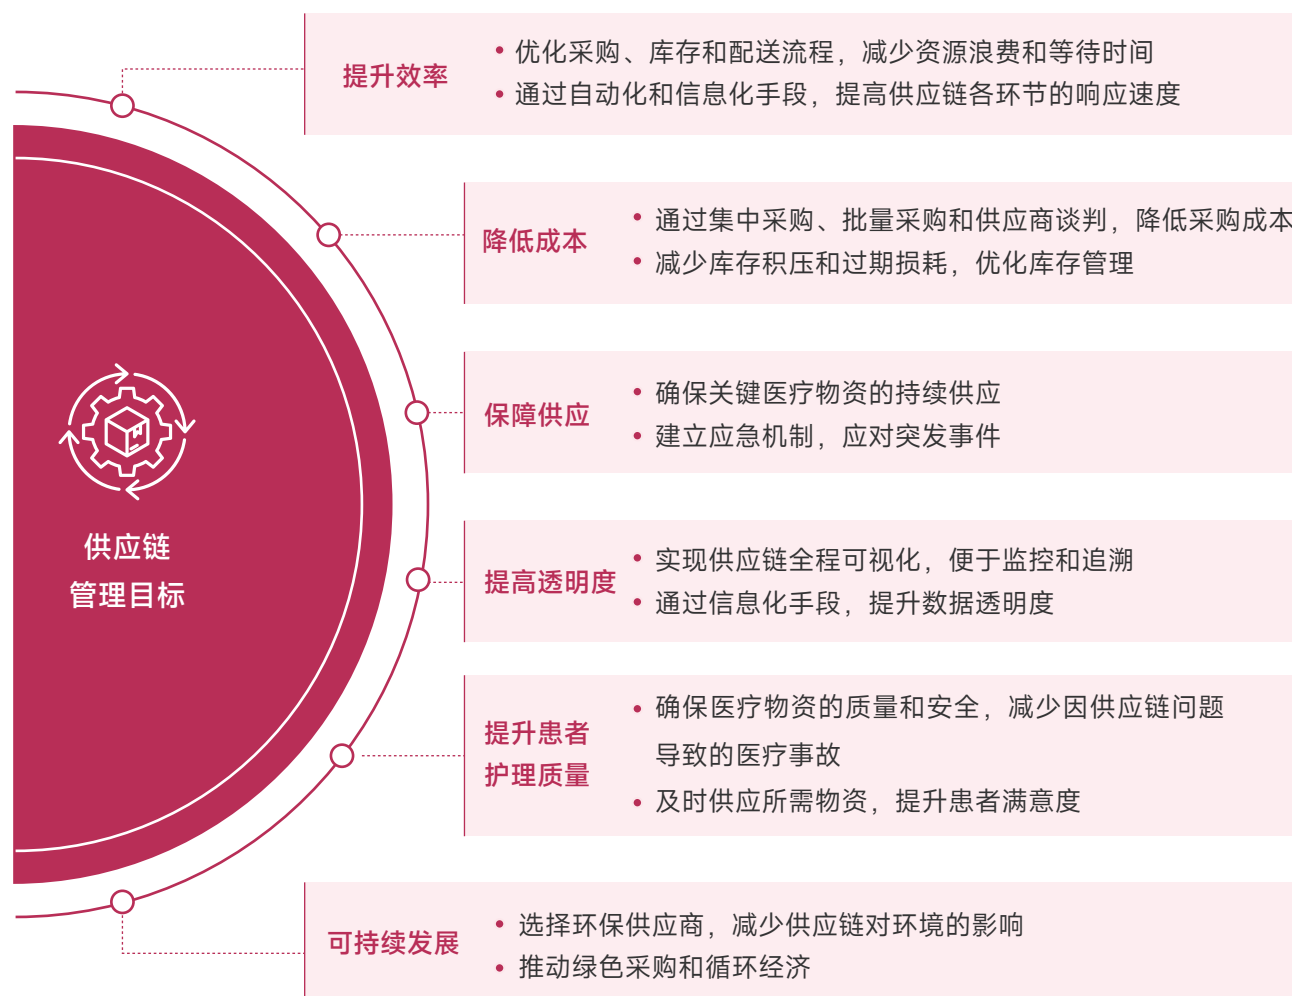 提升效率
优化采购、库存和配送流程，减少资源浪费和等待时间
通过自动化和信息化手段，提高供应链各环节的响应速度
降低成本
通过集中采购、批量采购和供应商谈判，降低采购成本
减少库存积压和过期损耗，优化库存管理
保障供应
确保关键医疗物资的持续供应
建立应急机制，应对突发事件
供应链
管理目标
提高透明度
实现供应链全程可视化，便于监控和追溯
通过信息化手段，提升数据透明度
提升患者
护理质量
确保医疗物资的质量和安全，减少因供应链问题
导致的医疗事故
及时供应所需物资，提升患者满意度
可持续发展
选择环保供应商，减少供应链对环境的影响
推动绿色采购和循环经济